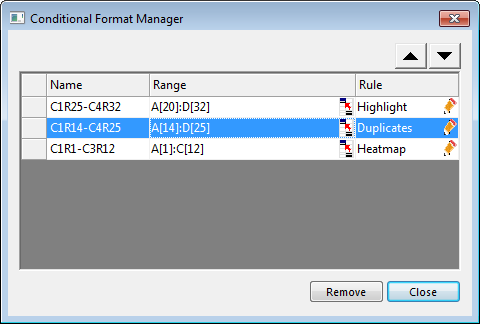 Conditional Format Manager
Name Range Rule
C1R25-C4R32 A[20]:D[32] Highlight
C1R14-C4R25 A[14]:D[25] Duplicates
C1R1-C3R12 A[1]:C[12] Heatmap
Remove Close